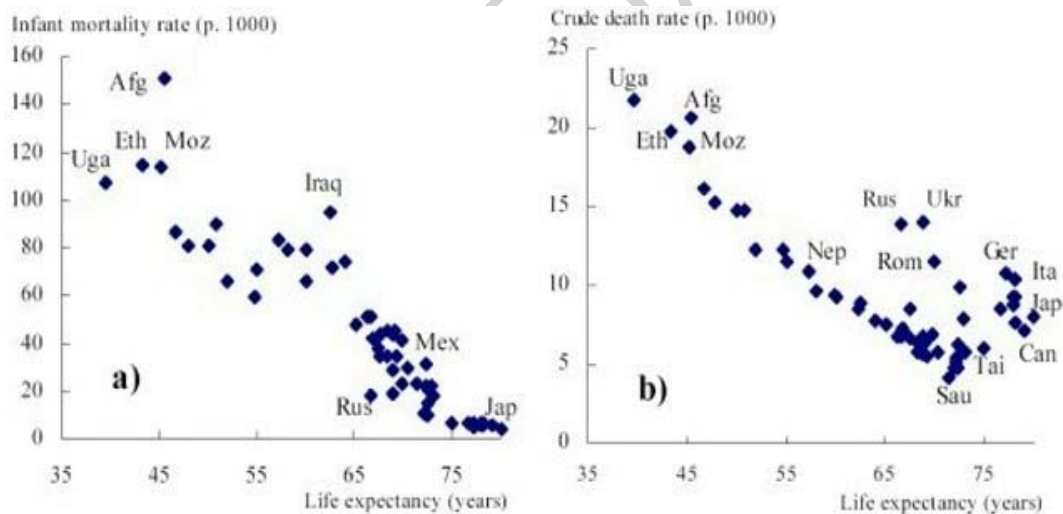 Infant mortality rate (p. 1000)
160
140
120
100
80
60
40
20
0
Afg
Eth Moz
Uga
Iraq
Mex
a)
Rus
Jap
35 45 55 65 75
Life expectancy (years)
Crude death rate (p. 1000)
25
20
15
10
5
0
Uga
Afg
Eth Moz
Rus Ukr
Nep
Rom
Ger
Ita
Jap
Can
Tai
Sau
b)
35 45 55 65 75
Life expectancy (years)